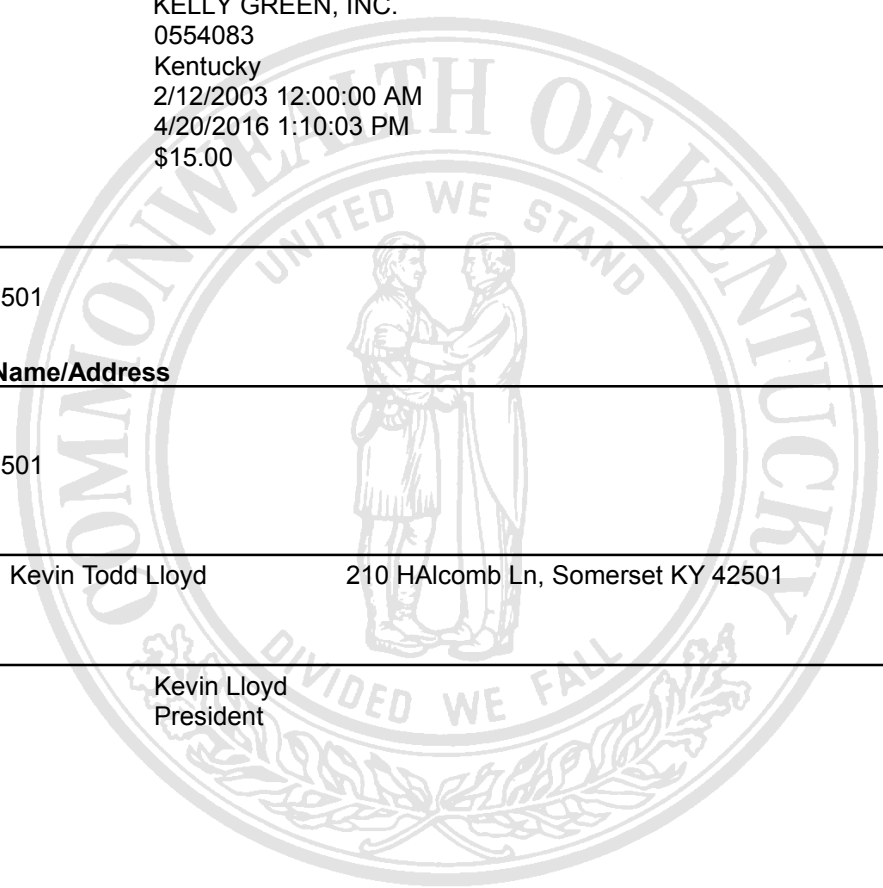 KELLY GREEN, INC.
0554083
Kentucky
2/12/2003 12:00:00 AM
4/20/2016 1:10:03 PM
$15.00
501
Name/Address
501
Kevin Todd Lloyd 210 HAlcomb Ln, Somerset KY 42501
Kevin Lloyd
President
COMMONWEALTH OF KENTUCKY
UNITED WE STAND
DIVIDED WE FALL